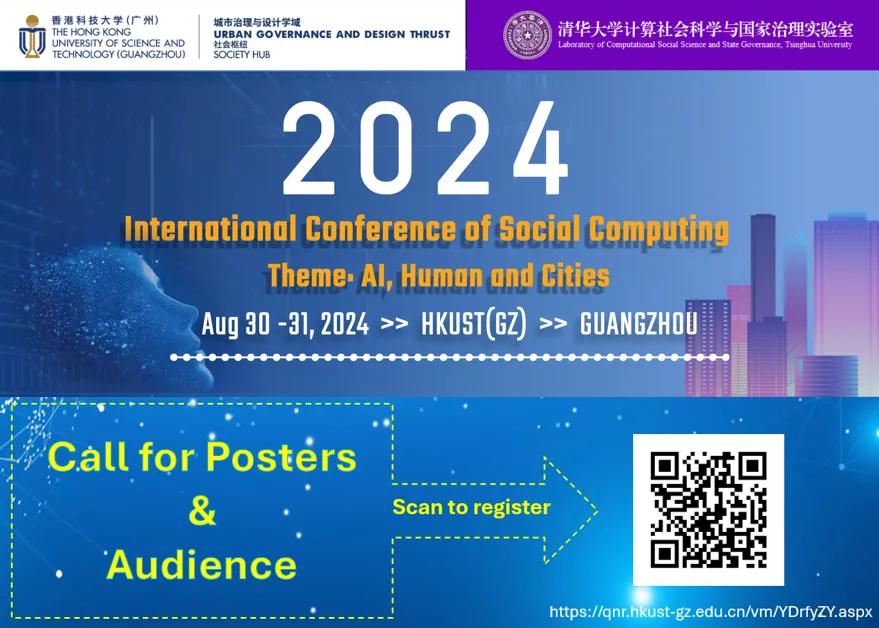 香港科技大学(广州)
THE HONG KONG
UNIVERSITY OF SCIENCE AND
TECHNOLOGY (GUANGZHOU)
城市治理与设计学域
URBAN GOVERNANCE AND DESIGN THRUST
社会枢纽
SOCIETY HUB
清华大学计算社会科学与国家治理实验室
Laboratory of Computational Social Science and State Governance, Tsinghua University
2024
International Conference of Social Computing
Theme: AI, Human and Cities
Aug 30 -31, 2024 >> HKUST(GZ) >> GUANGZHOU
Call for Posters
&
Audience
Scan to register
https://qnr.hkust-gz.edu.cn/vm/YDrfyZY.aspx